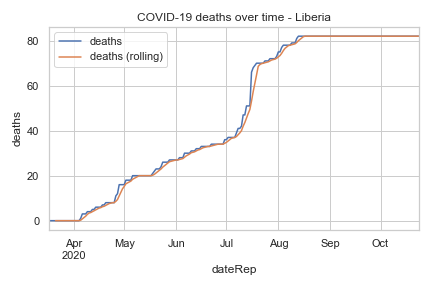 COVID-19 deaths over time - Liberia
deaths
deaths (rolling)
80
60
40
20
0
deaths
Apr May Jun Jul Aug Sep Oct
2020
dateRep